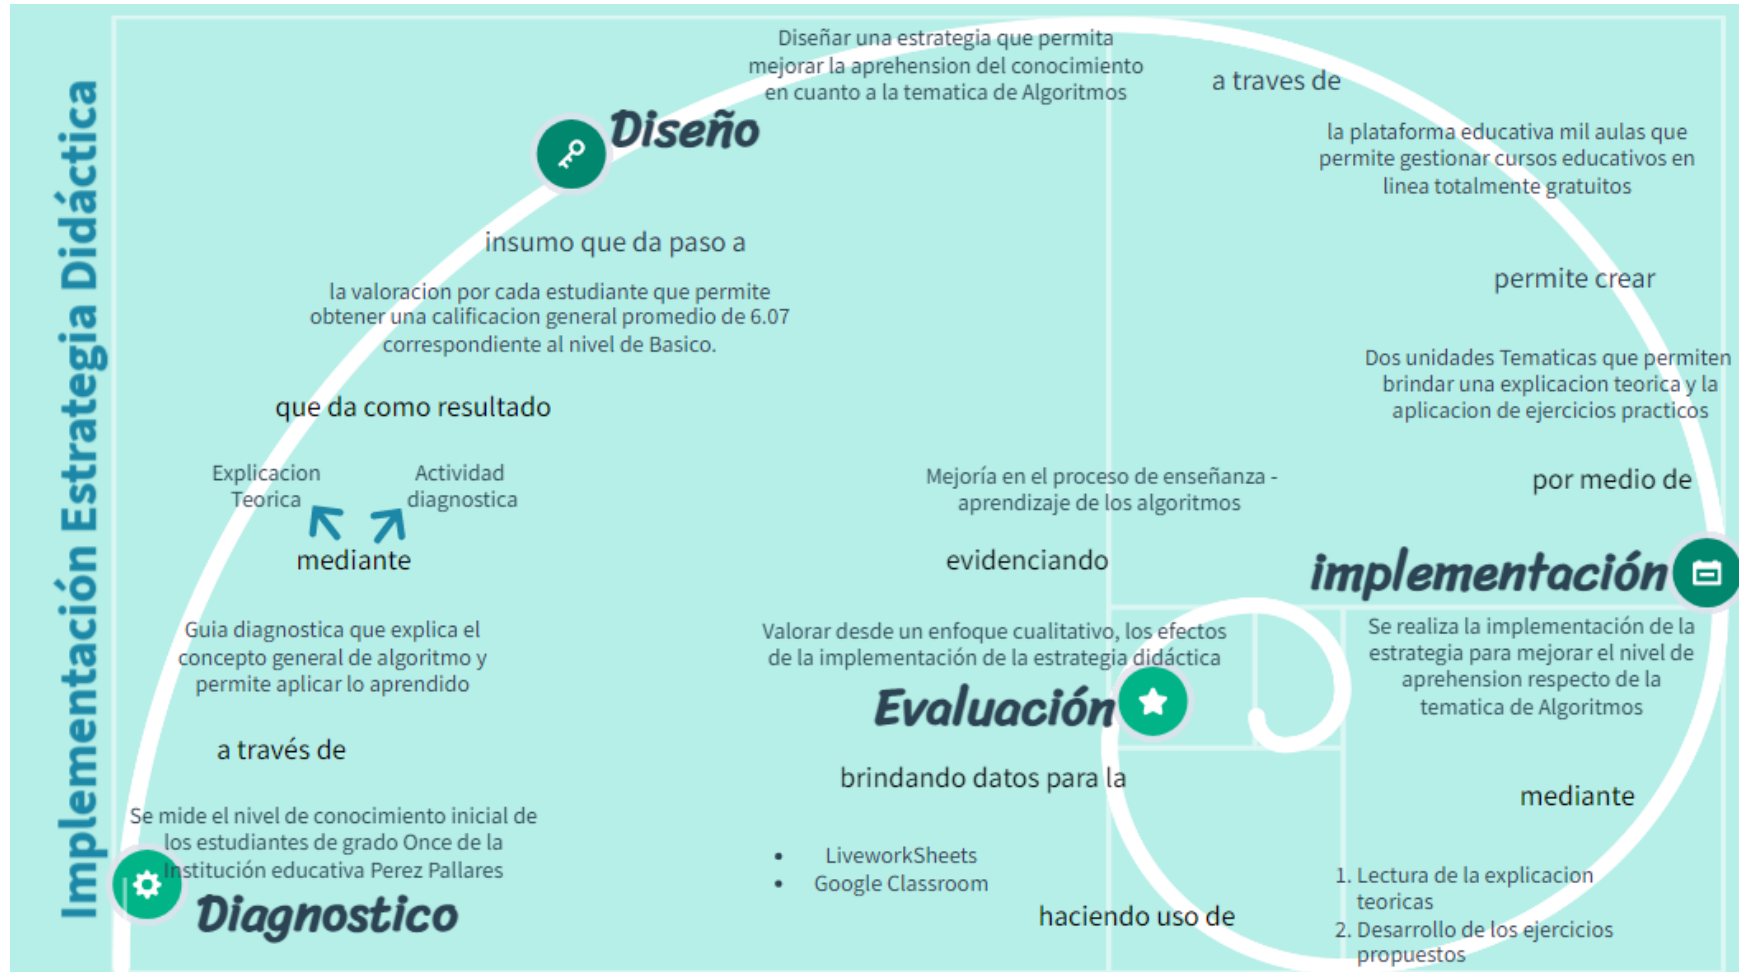 Implementación Estrategia Didáctica
Diagnostico
Se mide el nivel de conocimiento inicial de
los estudiantes de grado Once de la
Institución educativa Perez Pallares
a través de
Guia diagnostica que explica el
concepto general de algoritmo y
permite aplicar lo aprendido
mediante
Explicacion
Teorica
Actividad
diagnostica
que da como resultado
la valoracion por cada estudiante que permite
obtener una calificacion general promedio de 6.07
correspondiente al nivel de Basico.
insumo que da paso a
Diseño
Diseñar una estrategia que permita
mejorar la aprehension del conocimiento
en cuanto a la tematica de Algoritmos
a traves de
la plataforma educativa mil aulas que
permite gestionar cursos educativos en
linea totalmente gratuitos
permite crear
Dos unidades Tematicas que permiten
brindar una explicacion teorica y la
aplicacion de ejercicios practicos
por medio de
implementación
Se realiza la implementación de la
estrategia para mejorar el nivel de
aprehension respecto de la
tematica de Algoritmos
mediante
1. Lectura de la explicacion
teoricas
2. Desarrollo de los ejercicios
propuestos
haciendo uso de
• LiveworkSheets
• Google Classroom
brindando datos para la
Evaluación
Valorar desde un enfoque cualitativo, los efectos
de la implementación de la estrategia didáctica
evidenciando
Mejoría en el proceso de enseñanza -
aprendizaje de los algoritmos